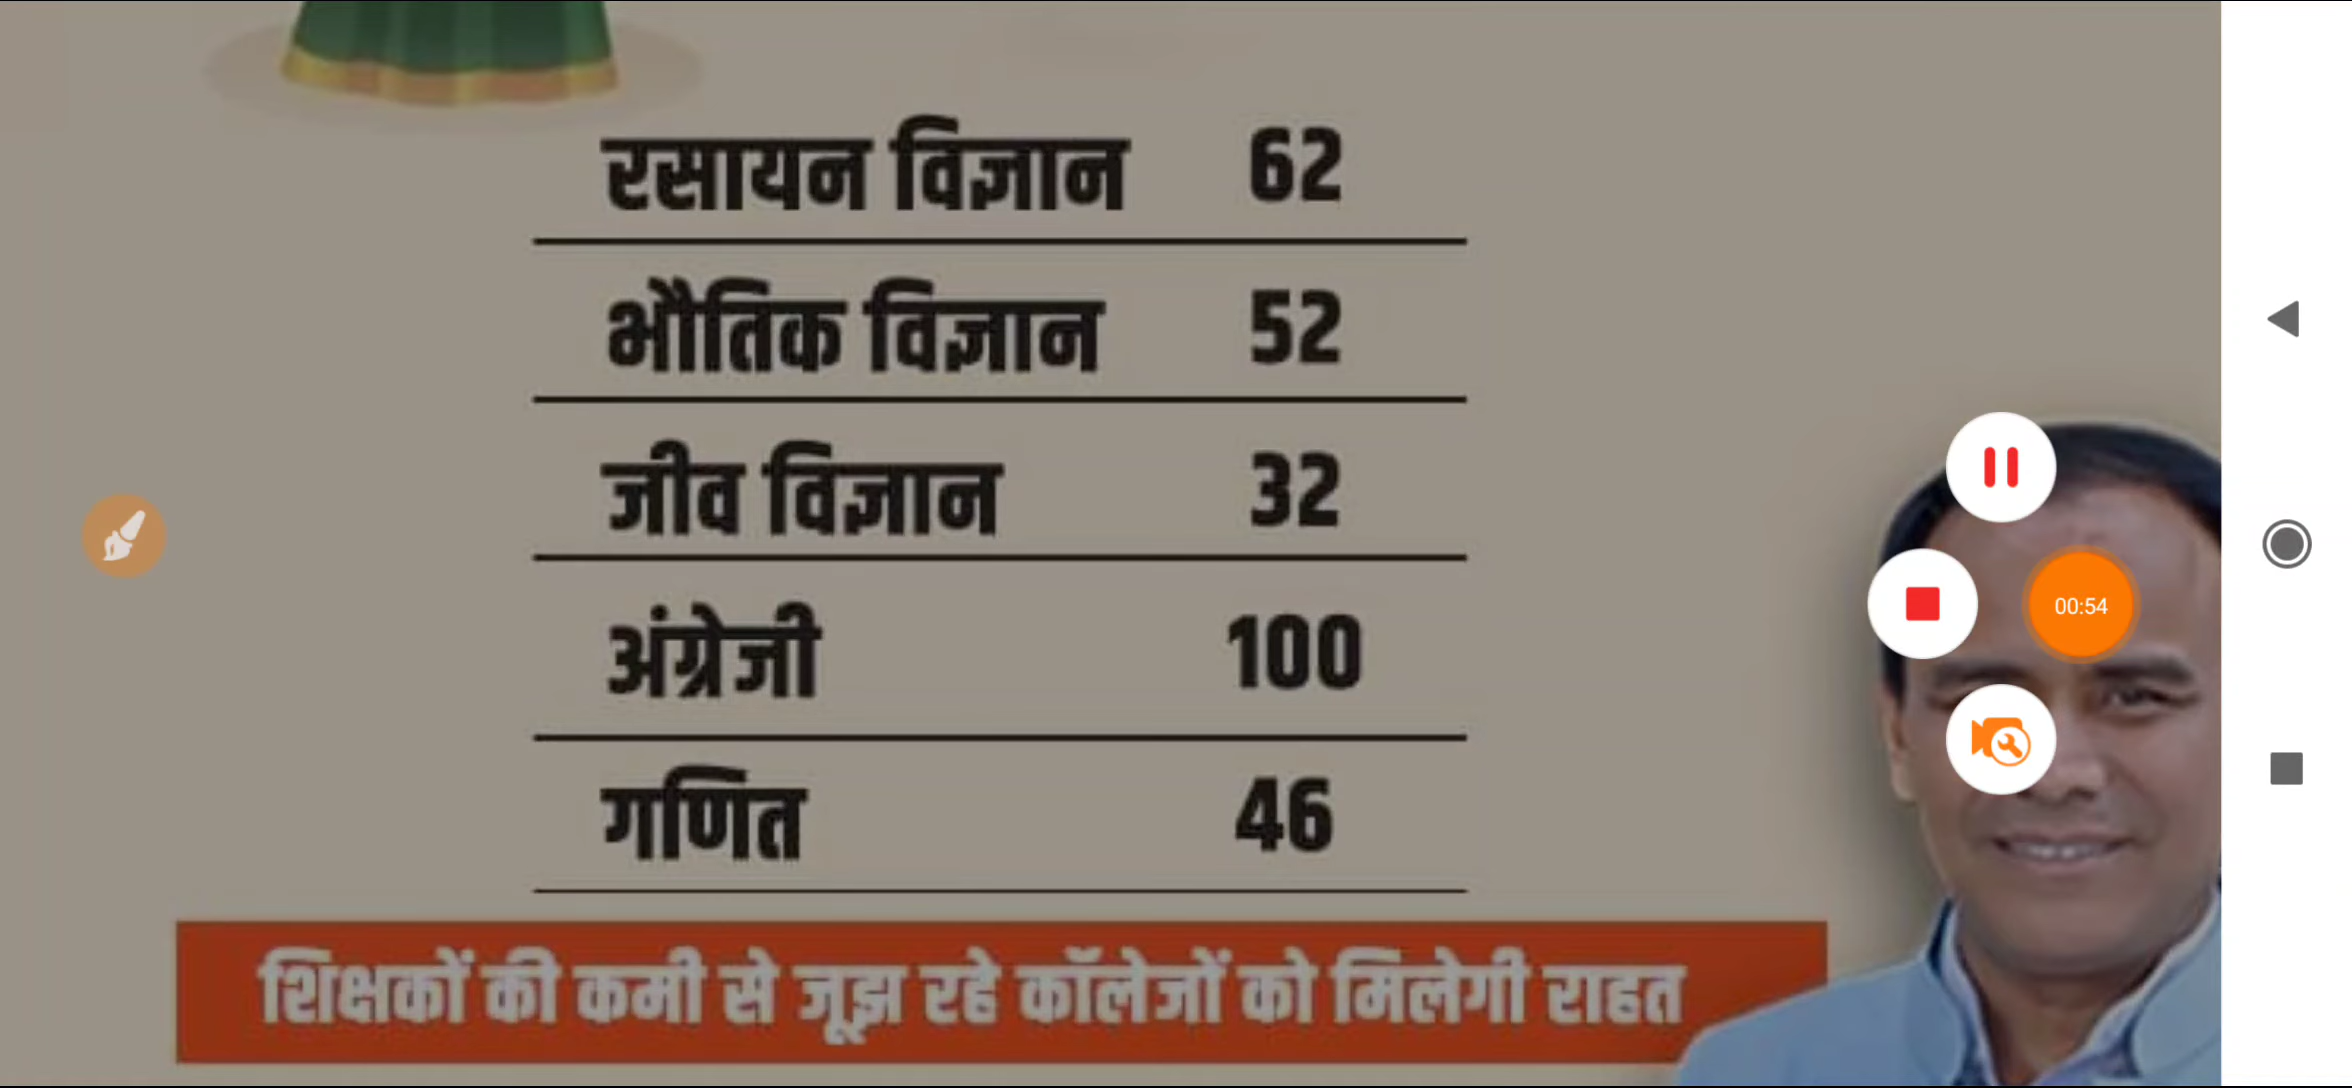 रसायन विज्ञान 62
भौतिक विज्ञान 52
जीव विज्ञान 32
अंग्रेजी 100
गणित 46
शिक्षकों की कमी से जूझ रहे कॉलेजों को मिलेगी राहत
00:54